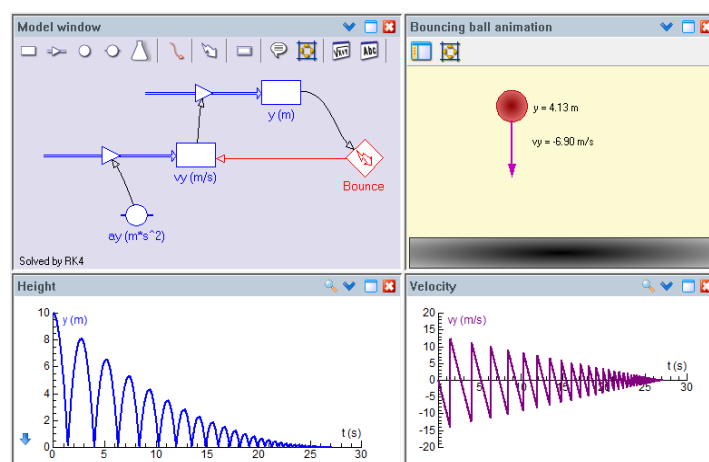 Model window
√x+y Abc
y (m)
vy (m/s)
Bounce
ay (m*s^2)
Solved by RK4
Bouncing ball animation
y = 4.13 m
vy = -6.90 m/s
Height
10
y (m)
8
6
4
2
0
0 5 10 15 20 25 30
t (s)
Velocity
20
vy (m/s)
15
10
5
0
-5
-10
-15
-20
5 10 15 20 25 30
t (s)